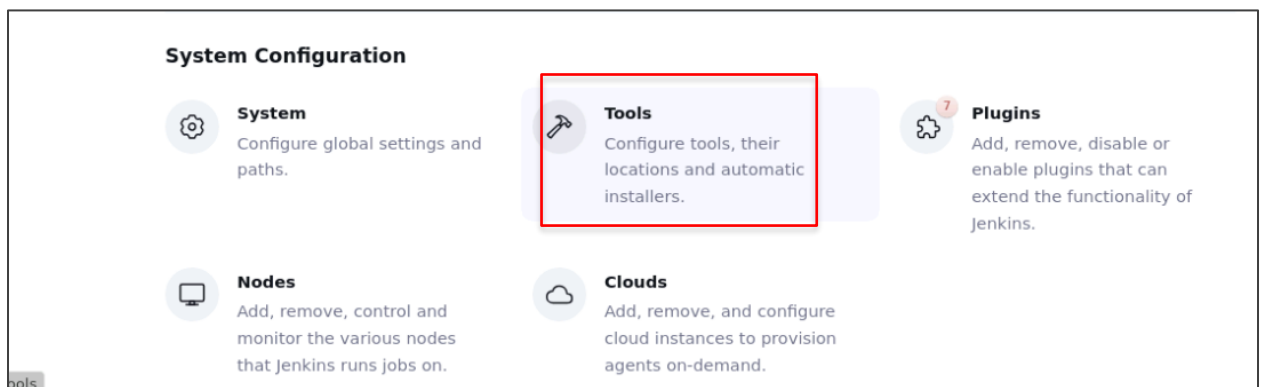 System Configuration
System
Configure global settings and
paths.
Tools
Configure tools, their
locations and automatic
installers.
7
Plugins
Add, remove, disable or
enable plugins that can
extend the functionality of
Jenkins.
Nodes
Add, remove, control and
monitor the various nodes
that Jenkins runs jobs on.
Clouds
Add, remove, and configure
cloud instances to provision
agents on-demand.
ools